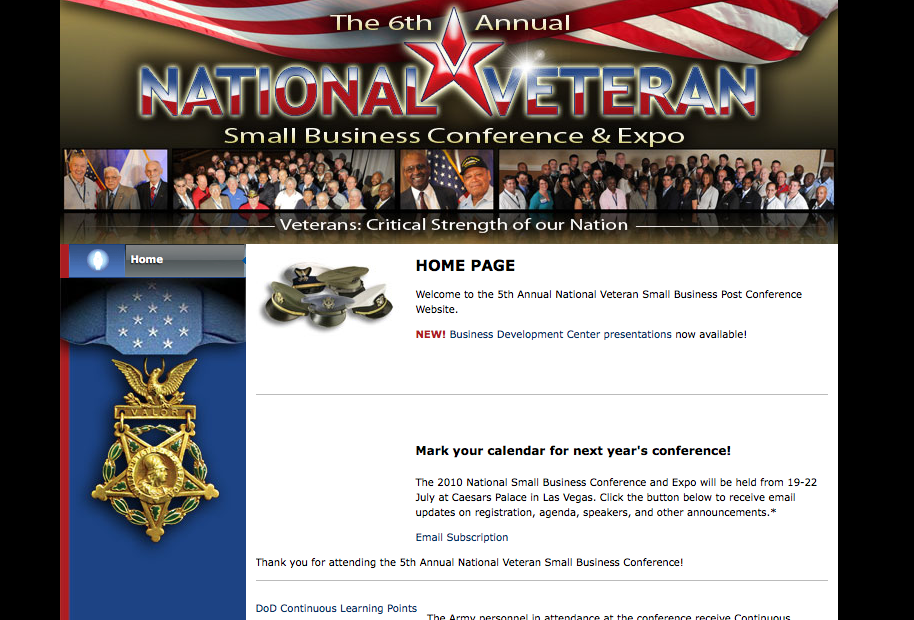 The 6th Annual
NATIONAL VETERAN
Small Business Conference & Expo
Veterans: Critical Strength of our Nation
Home
VALOR
HOME PAGE
Welcome to the 5th Annual National Veteran Small Business Post Conference
Website.
NEW! Business Development Center presentations now available!
Mark your calendar for next year's conference!
The 2010 National Small Business Conference and Expo will be held from 19-22
July at Caesars Palace in Las Vegas. Click the button below to receive email
updates on registration, agenda, speakers, and other announcements.*
Email Subscription
Thank you for attending the 5th Annual National Veteran Small Business Conference!
DoD Continuous Learning Points
The Army personnel in attendance at the conference receive Continuous